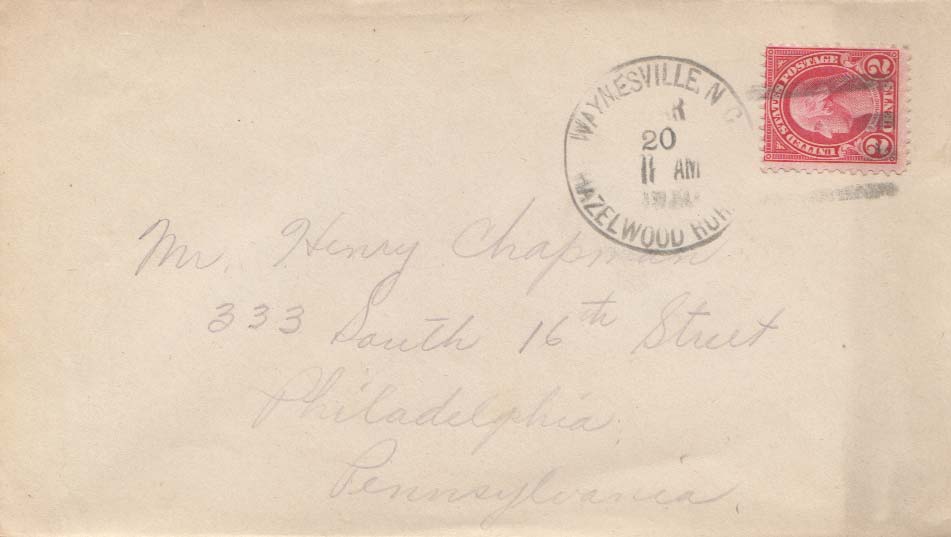 WAYNESVILLE, N C
20
11 AM
HAZELWOOD RUR
UNITED STATES POSTAGE
2 CENTS 2
Mr. Henry Chapman
333 South 16th Street
Philadelphia,
Pennsylvania.